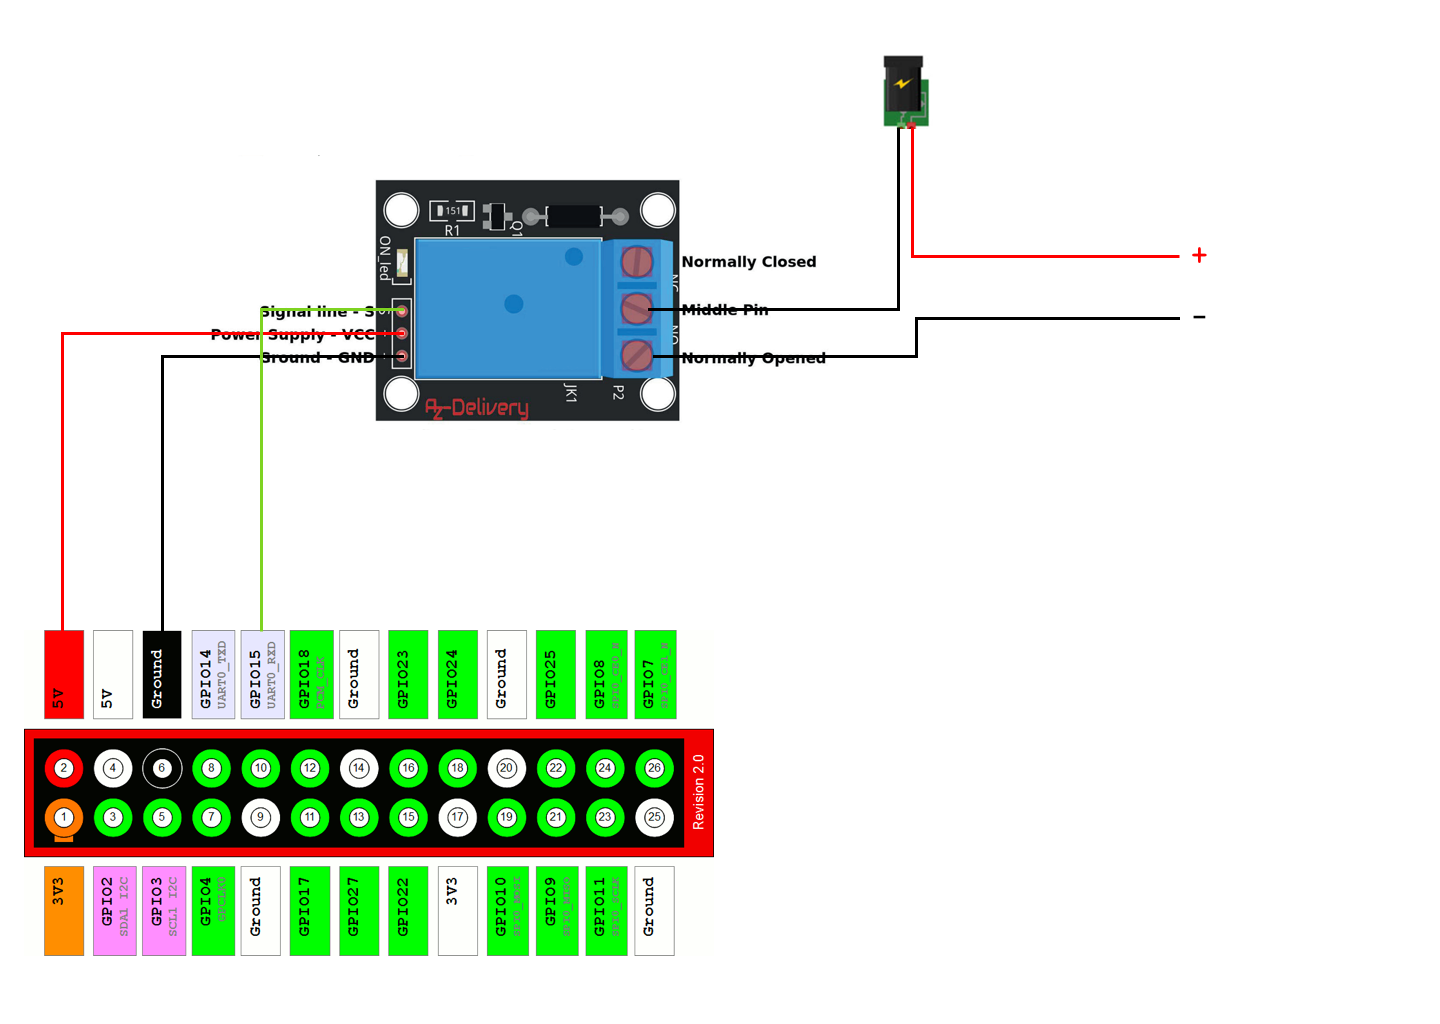 151
R1
Q1
ON_led
Normally Closed
+
NC
Signal line - S
S
Middle Pin
−
Power Supply - VCC
NO
Ground - GND
Normally Opened
JK1
P2
AZ-Delivery
5V
5V
Ground
GPIO14
UART0_TXD
GPIO15
UART0_RXD
GPIO18
PCM_CLK
Ground
GPIO23
GPIO24
Ground
GPIO25
GPIO8
SPI0_CE0_N
GPIO7
SPI0_CE1_N
2 4 6 8 10 12 14 16 18 20 22 24 26
1 3 5 7 9 11 13 15 17 19 21 23 25
Revision 2.0
3V3
GPIO2
SDA1 I2C
GPIO3
SCL1 I2C
GPIO4
GPCLK0
Ground
GPIO17
GPIO27
GPIO22
3V3
GPIO10
SPI0_MOSI
GPIO9
SPI0_MISO
GPIO11
SPI0_SCLK
Ground